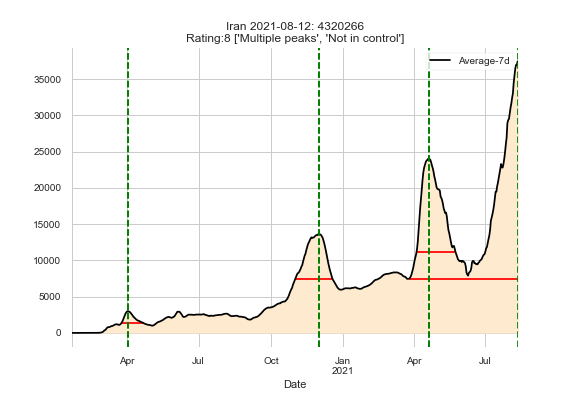 Iran 2021-08-12: 4320266
Rating:8 ['Multiple peaks', 'Not in control']
Average-7d
35000
30000
25000
20000
15000
10000
5000
0
Apr
Jul
Oct
Jan
2021
Apr
Jul
Date